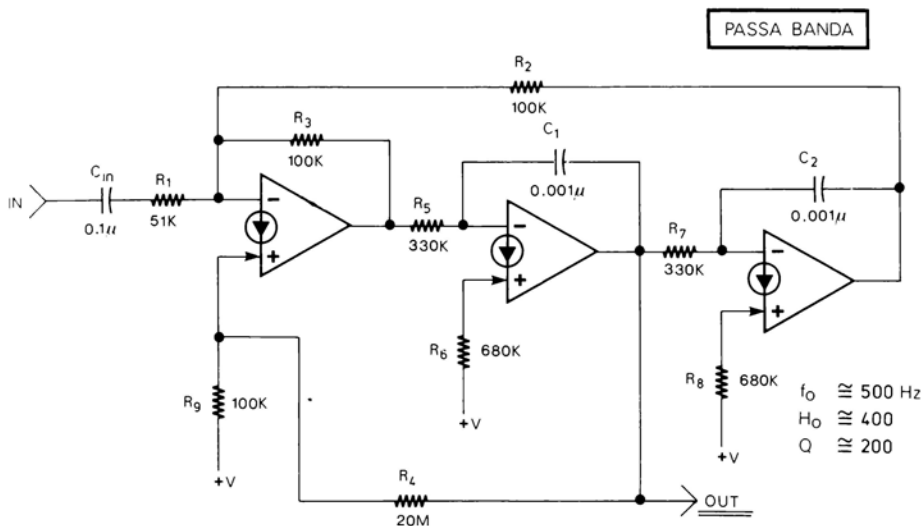 PASSA BANDA
R2
100K
R3
100K
C1
0.001µ
C2
0.001µ
IN
Cin
0.1µ
R1
51K
R5
330K
R7
330K
−
+
−
+
−
+
R6
680K
+V
R8
680K
+V
R9
100K
+V
R4
20M
OUT
fo ≅ 500 Hz
Ho ≅ 400
Q ≅ 200